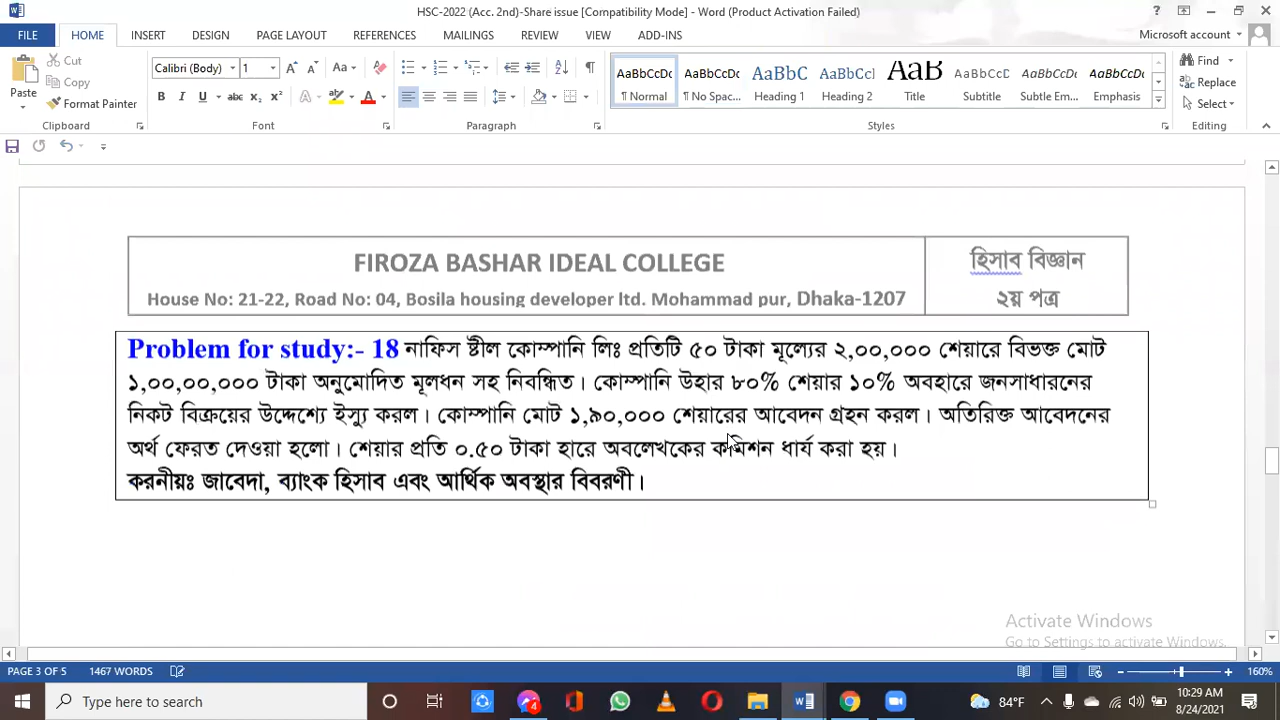 HSC-2022 (Acc. 2nd)-Share issue [Compatibility Mode] - Word (Product Activation Failed)
FILE HOME INSERT DESIGN PAGE LAYOUT REFERENCES MAILINGS REVIEW VIEW ADD-INS Microsoft account
Cut
Copy
Format Painter
Paste
Calibri (Body) 1
AaBbCcDc AaBbCcDc AaBbC AaBbCc AaB AaBbCcD AaBbCcDc
¶ Normal ¶ No Spac... Heading 1 Heading 2 Title Subtitle Subtle Em... Emphasis
Find
Replace
Select
Clipboard Font Paragraph Styles Editing
FIROZA BASHAR IDEAL COLLEGE
House No: 21-22, Road No: 04, Bosila housing developer ltd. Mohammad pur, Dhaka-1207
হিসাব বিজ্ঞান
২য় পত্র
Problem for study:- 18 নাফিস ষ্টীল কোম্পানি লিঃ প্রতিটি ৫০ টাকা মূল্যের ২,০০,০০০ শেয়ারে বিভক্ত মোট
১,০০,০০,০০০ টাকা অনুমোদিত মূলধন সহ নিবন্ধিত। কোম্পানি উহার ৮০% শেয়ার ১০% অবহারে জনসাধারনের
নিকট বিক্রয়ের উদ্দেশ্যে ইস্যু করল। কোম্পানি মোট ১,৯০,০০০ শেয়ারের আবেদন গ্রহন করল। অতিরিক্ত আবেদনের
অর্থ ফেরত দেওয়া হলো। শেয়ার প্রতি ০.৫০ টাকা হারে অবলেখকের কমিশন ধার্য করা হয়।
করনীয়ঃ জাবেদা, ব্যাংক হিসাব এবং আর্থিক অবস্থার বিবরণী।
Activate Windows
Go to Settings to activate Windows.
PAGE 3 OF 5 1467 WORDS 160%
Type here to search
4
84°F
10:29 AM
8/24/2021